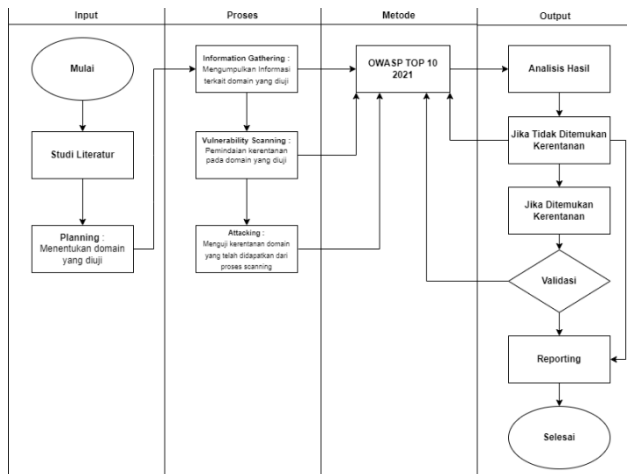 Input
Proses
Metode
Output
Mulai
Studi Literatur
Planning :
Menentukan domain
yang diuji
Information Gathering :
Mengumpulkan Informasi
terkait domain yang diuji
Vulnerability Scanning :
Pemindaian kerentanan
pada domain yang diuji
Attacking :
Menguji kerentanan domain
yang telah didapatkan dari
proses scanning
OWASP TOP 10
2021
Analisis Hasil
Jika Tidak Ditemukan
Kerentanan
Jika Ditemukan
Kerentanan
Validasi
Reporting
Selesai